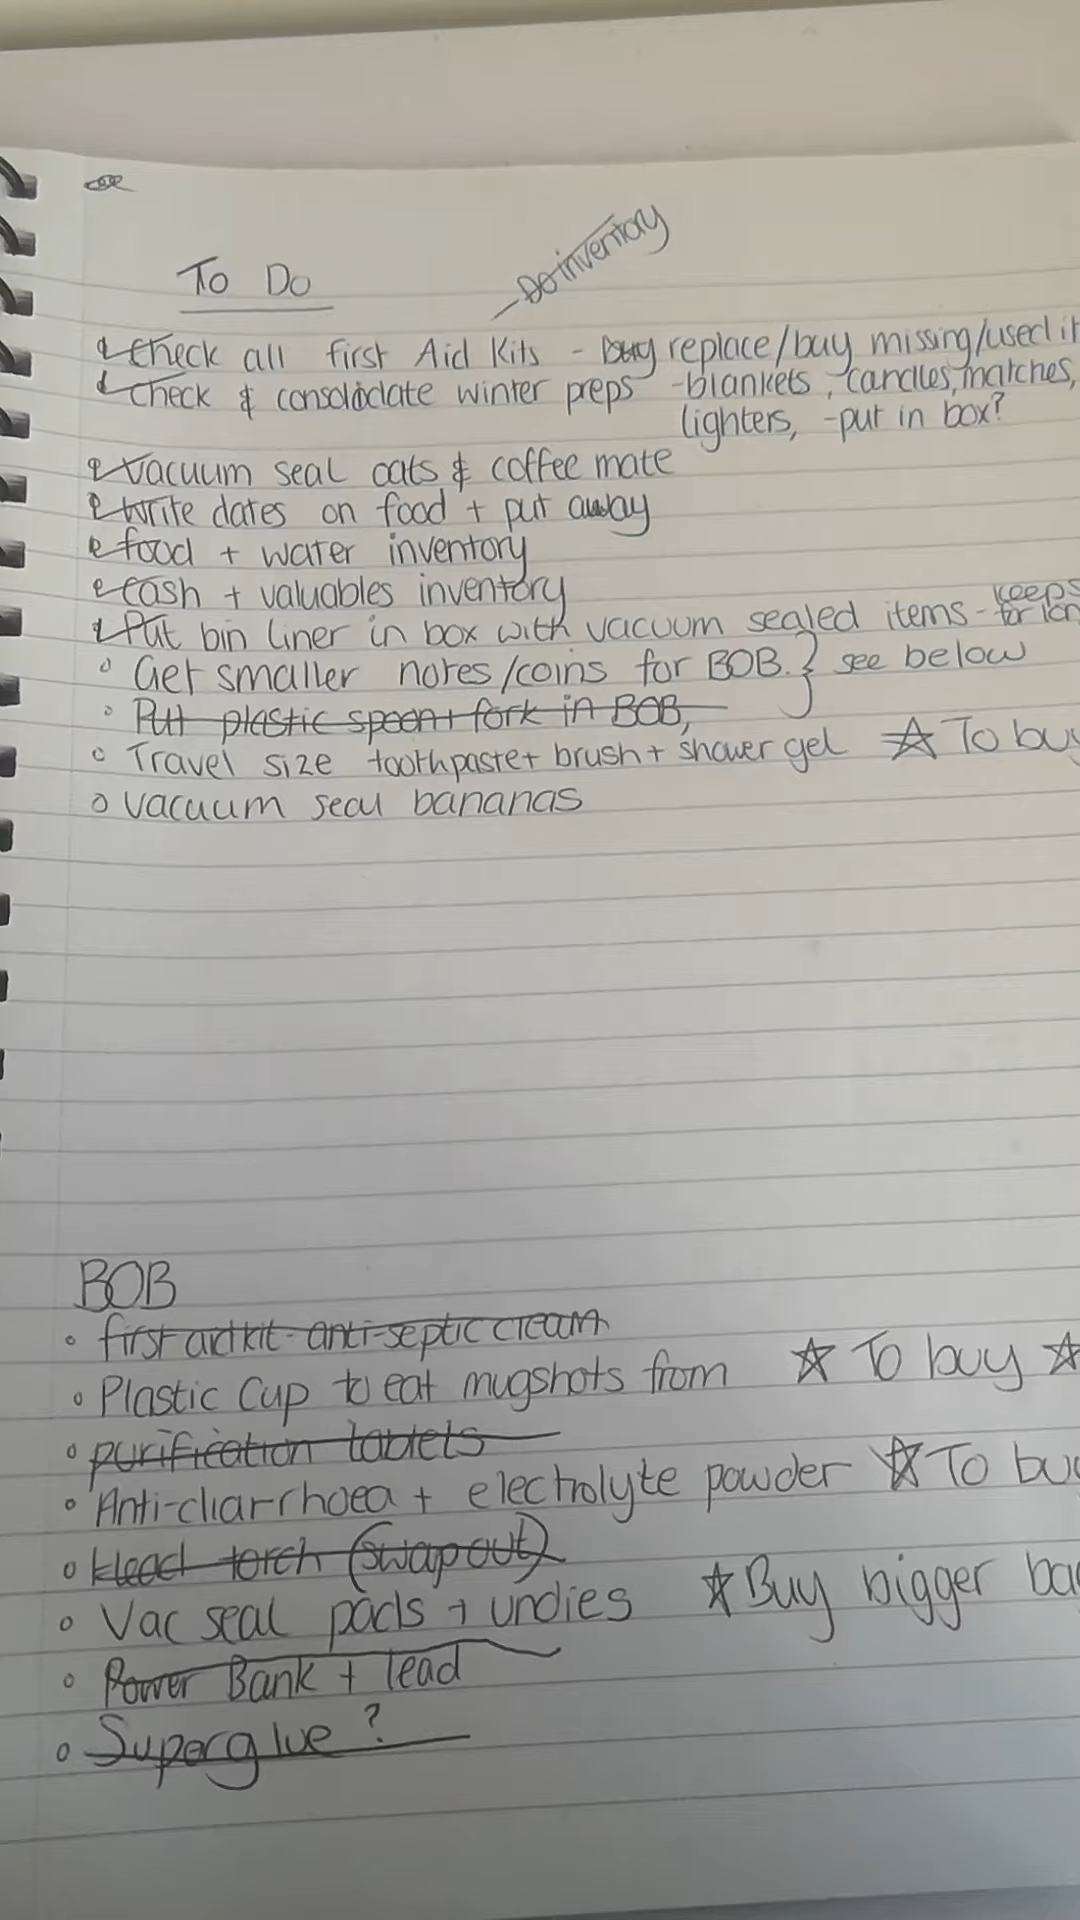 To Do
- Do inventory
Check all first Aid Kits - buy replace/buy missing/used it
Check & consolidate winter preps - blankets, candles, matches,
lighters, - put in box?
Vacuum seal oats & coffee mate
Write dates on food + put away
food + water inventory
Cash + valuables inventory
keeps
Put bin liner in box with vacuum sealed items - for lon
Get smaller notes/coins for BOB. } see below
Put plastic spoon + fork in BOB,
Travel size toothpaste + brush + shower gel ☆ To buy
Vacuum seal bananas
BOB
first aid kit - anti-septic cream
Plastic Cup to eat mugshots from ☆ To buy ☆
purification tablets
Anti-diarrhoea + electrolyte powder ☆ To bu
Head torch (swap out)
Vac seal pads + undies ☆ Buy bigger ba
Power Bank + lead
Superglue?